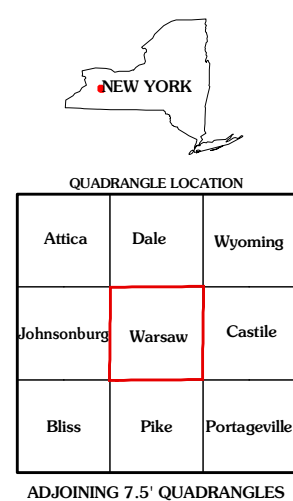 NEW YORK
QUADRANGLE LOCATION
Attica Dale Wyoming
Johnsonburg Warsaw Castile
Bliss Pike Portageville
ADJOINING 7.5' QUADRANGLES